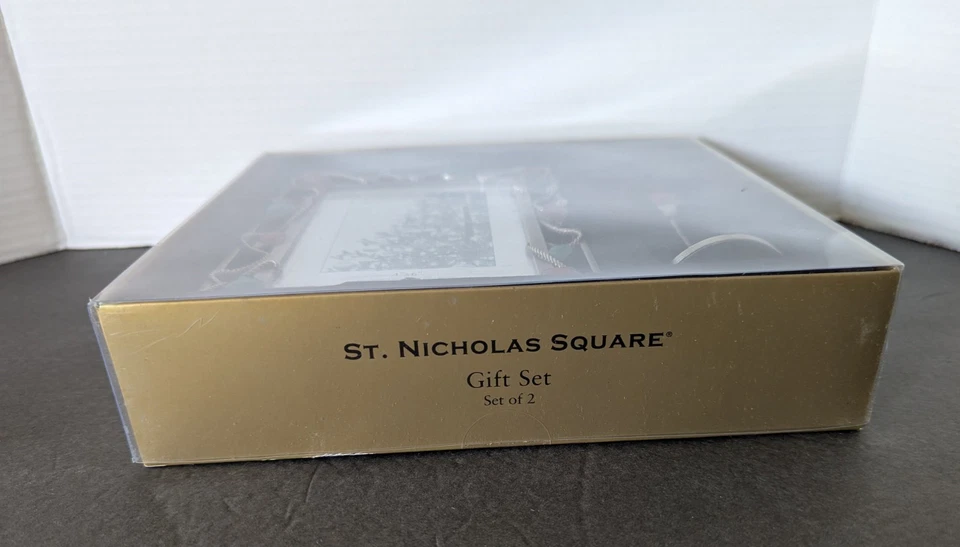 ST. NICHOLAS SQUARE®
Gift Set
Set of 2